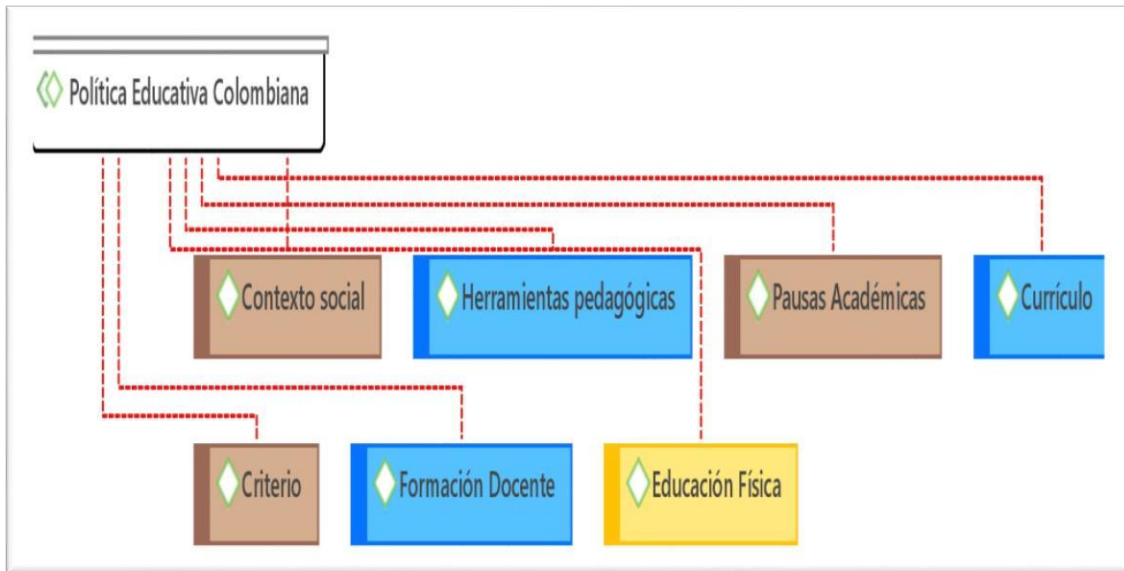 Política Educativa Colombiana
Contexto social
Herramientas pedagógicas
Pausas Académicas
Currículo
Criterio
Formación Docente
Educación Física